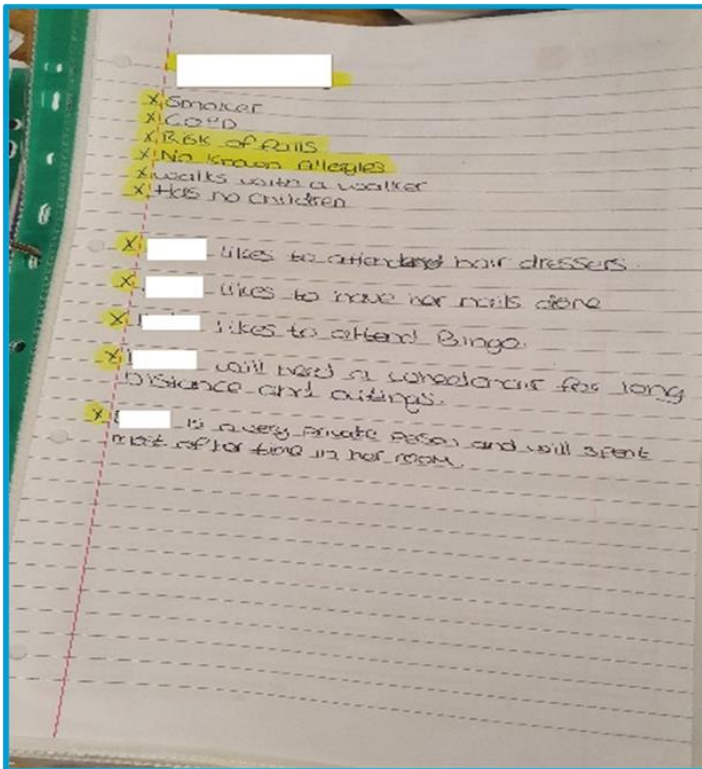 X Smoker
X COPD
X Risk of falls
X No known allergies
X walks with a walker
X Has no children
X likes to attend hair dressers.
X likes to have her nails done
X likes to attend Bingo.
X will need a wheelchair for long
Distance and outings.
X is a very private person and will spent
most of her time in her room.